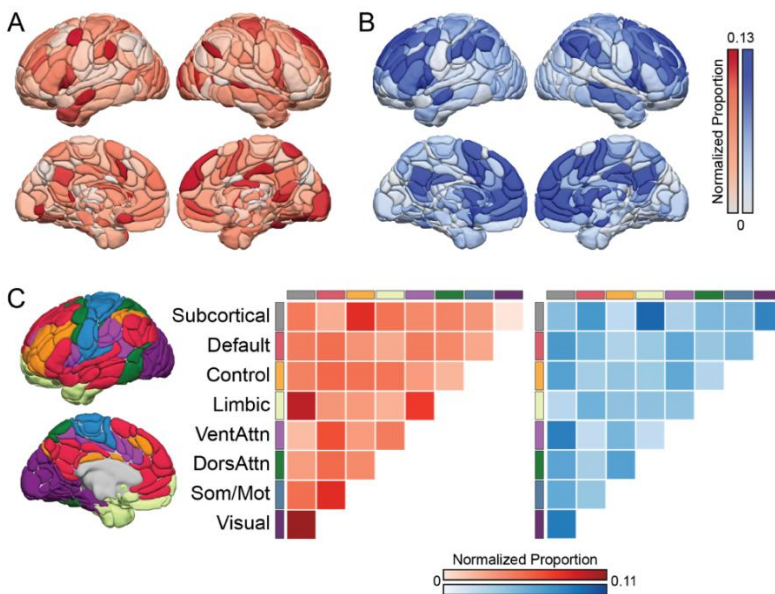 A
B
0.13
Normalized Proportion
0
C
Subcortical
Default
Control
Limbic
VentAttn
DorsAttn
Som/Mot
Visual
Normalized Proportion
0
0.11